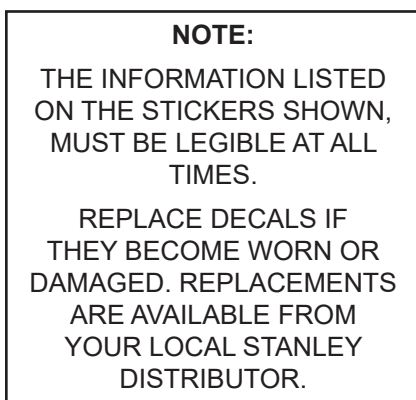 NOTE:
THE INFORMATION LISTED
ON THE STICKERS SHOWN,
MUST BE LEGIBLE AT ALL
TIMES.
REPLACE DECALS IF
THEY BECOME WORN OR
DAMAGED. REPLACEMENTS
ARE AVAILABLE FROM
YOUR LOCAL STANLEY
DISTRIBUTOR.